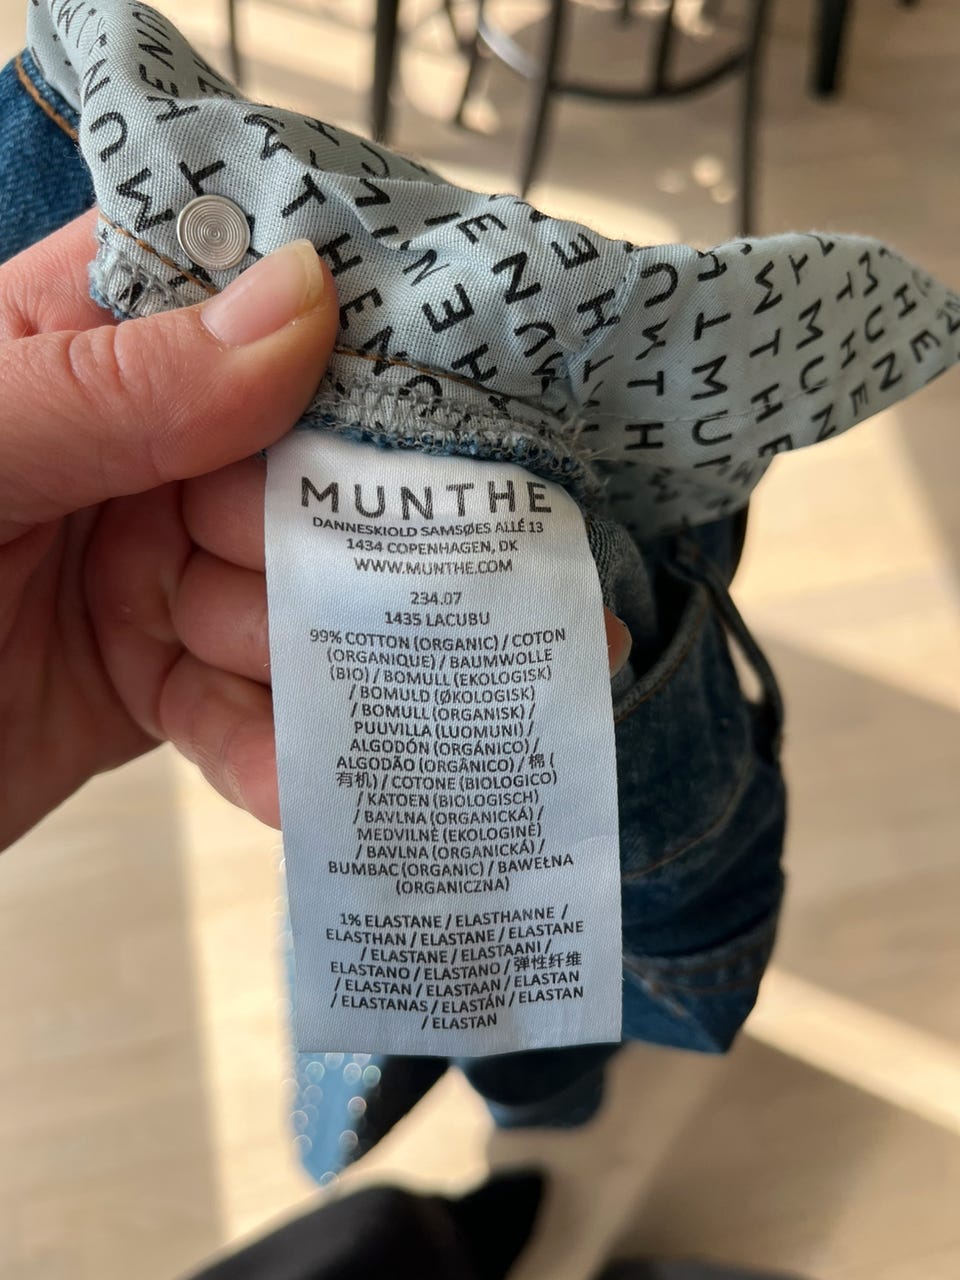 MUNTHE
DANNESKIOLD SAMSØES ALLÉ 13
1434 COPENHAGEN, DK
WWW.MUNTHE.COM
234.07
1435 LACUBU
99% COTTON (ORGANIC) / COTON
(ORGANIQUE) / BAUMWOLLE
(BIO) / BOMULL (EKOLOGISK)
/ BOMULD (ØKOLOGISK)
/ BOMULL (ORGANISK) /
PUUVILLA (LUOMUNI) /
ALGODÓN (ORGÁNICO) /
ALGODÃO (ORGÂNICO) / 棉 (
有机) / COTONE (BIOLOGICO)
/ KATOEN (BIOLOGISCH)
/ BAVLNA (ORGANICKÁ) /
MEDVILNĖ (EKOLOGINĖ)
/ BAVLNA (ORGANICKÁ) /
BUMBAC (ORGANIC) / BAWEŁNA
(ORGANICZNA)
1% ELASTANE / ELASTHANNE /
ELASTHAN / ELASTANE / ELASTANE
/ ELASTANE / ELASTAANI /
ELASTANO / ELASTANO / 弹性纤维
/ ELASTAN / ELASTAAN / ELASTAN
/ ELASTANAS / ELASTÁN / ELASTAN
/ ELASTAN